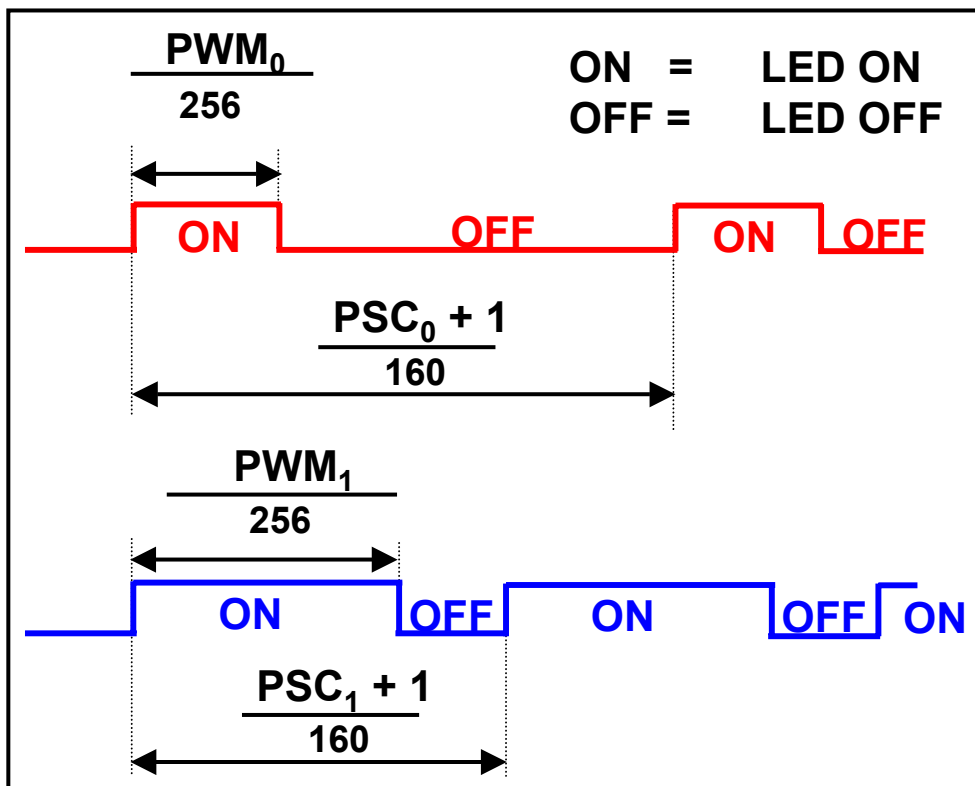 PWM₀
256
ON = LED ON
OFF = LED OFF
ON OFF ON OFF
PSC₀ + 1
160
PWM₁
256
ON OFF ON OFF ON
PSC₁ + 1
160